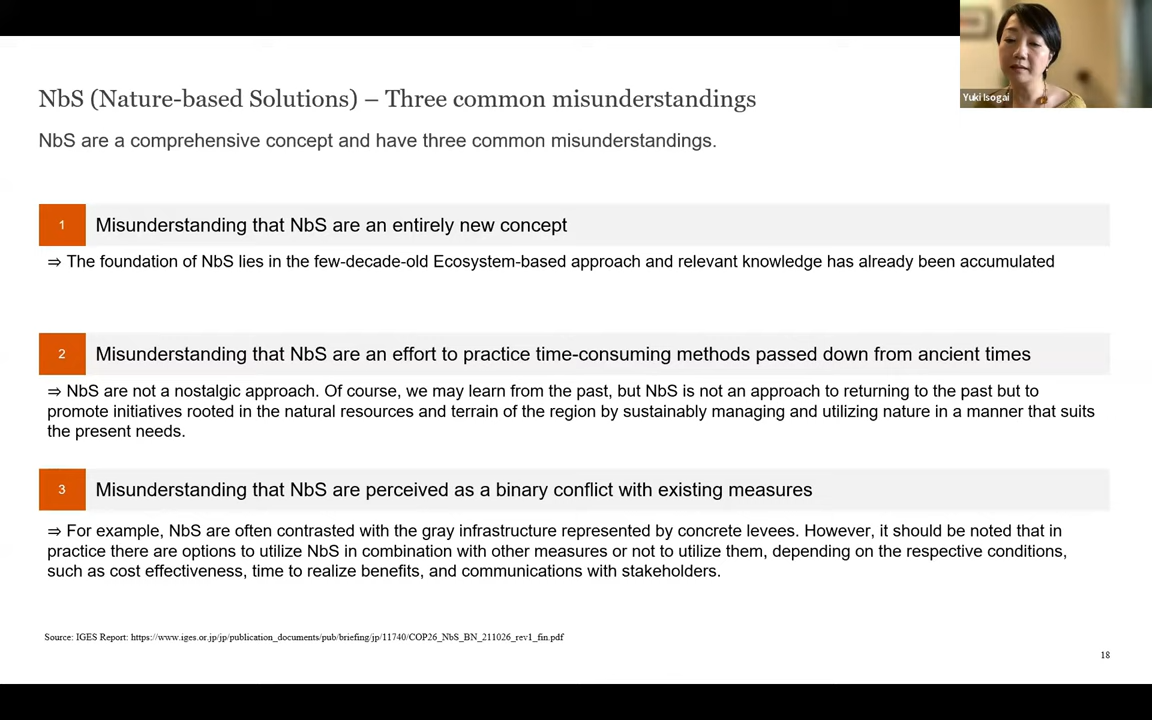 Yuki Isogai
NbS (Nature-based Solutions) – Three common misunderstandings
NbS are a comprehensive concept and have three common misunderstandings.
1 Misunderstanding that NbS are an entirely new concept
⇒ The foundation of NbS lies in the few-decade-old Ecosystem-based approach and relevant knowledge has already been accumulated
2 Misunderstanding that NbS are an effort to practice time-consuming methods passed down from ancient times
⇒ NbS are not a nostalgic approach. Of course, we may learn from the past, but NbS is not an approach to returning to the past but to
promote initiatives rooted in the natural resources and terrain of the region by sustainably managing and utilizing nature in a manner that suits
the present needs.
3 Misunderstanding that NbS are perceived as a binary conflict with existing measures
⇒ For example, NbS are often contrasted with the gray infrastructure represented by concrete levees. However, it should be noted that in
practice there are options to utilize NbS in combination with other measures or not to utilize them, depending on the respective conditions,
such as cost effectiveness, time to realize benefits, and communications with stakeholders.
Source: IGES Report: https://www.iges.or.jp/jp/publication_documents/pub/briefing/jp/11740/COP26_NbS_BN_211026_rev1_fin.pdf
18